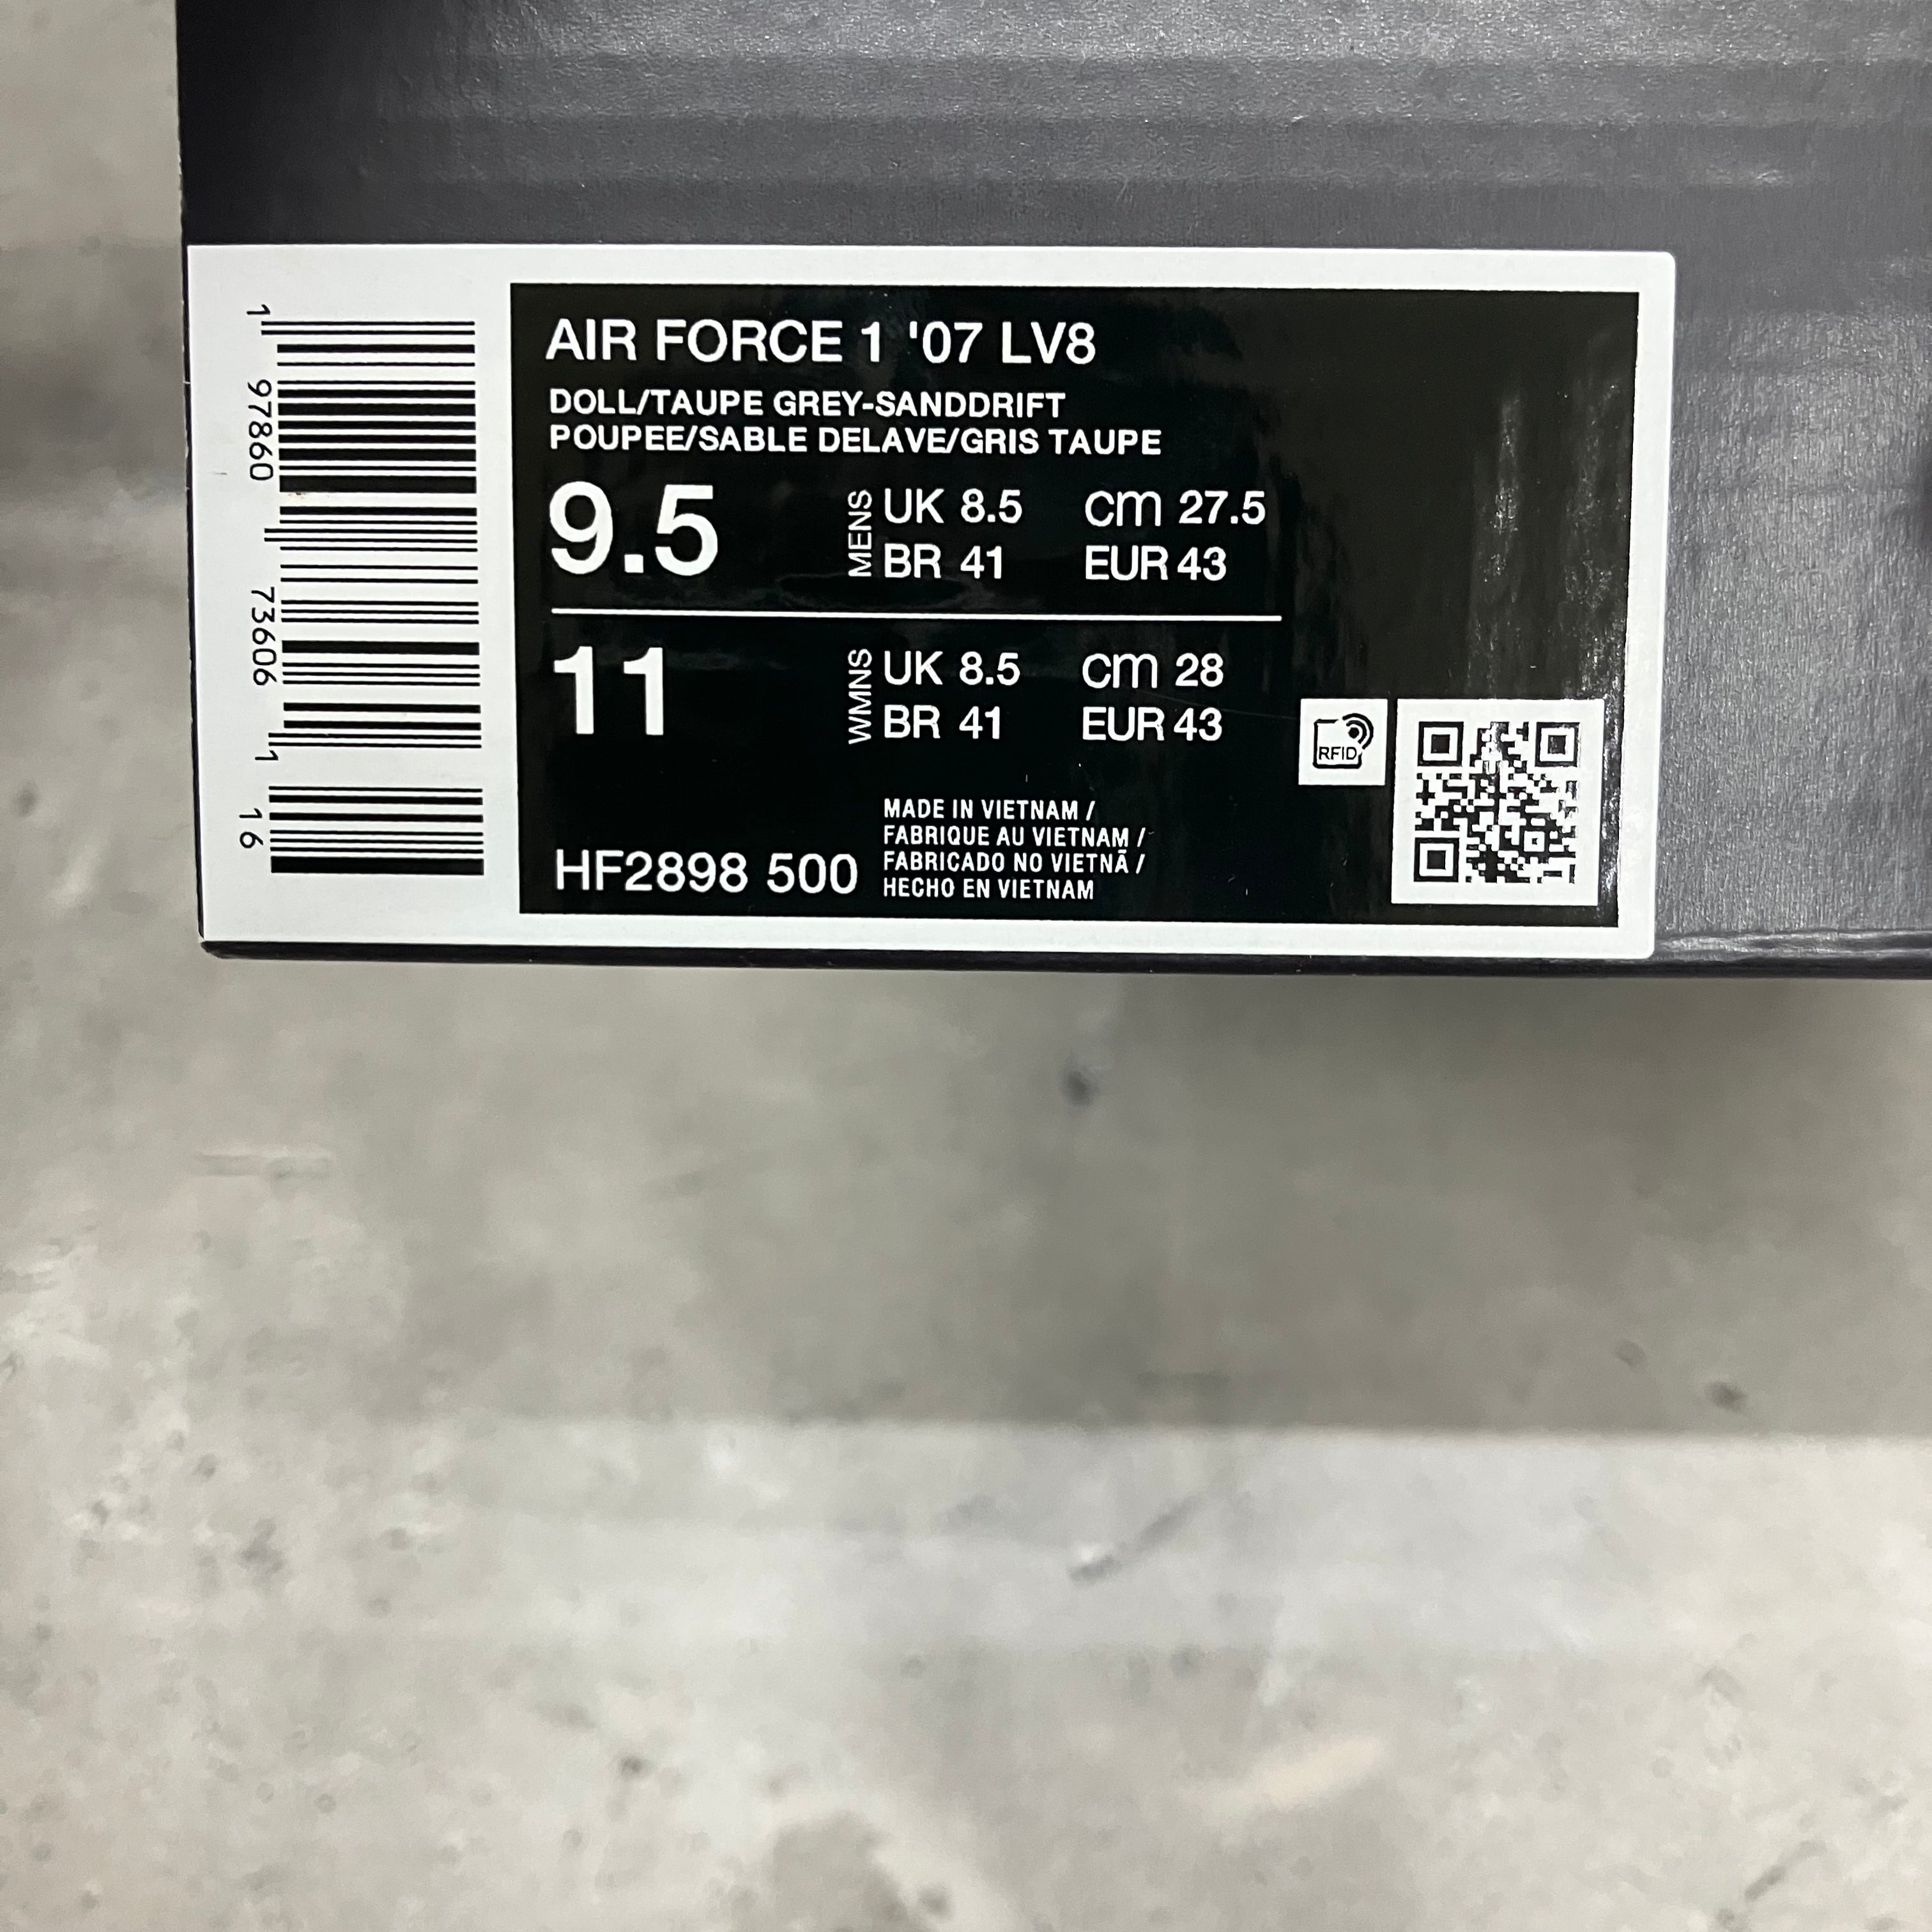 1 97860 73606 1 16
AIR FORCE 1 '07 LV8
DOLL/TAUPE GREY-SANDDRIFT
POUPEE/SABLE DELAVE/GRIS TAUPE
9.5 MENS UK 8.5 cm 27.5
BR 41 EUR 43
11 WMNS UK 8.5 cm 28
BR 41 EUR 43
RFID
MADE IN VIETNAM /
FABRIQUE AU VIETNAM /
FABRICADO NO VIETNÃ /
HECHO EN VIETNAM
HF2898 500